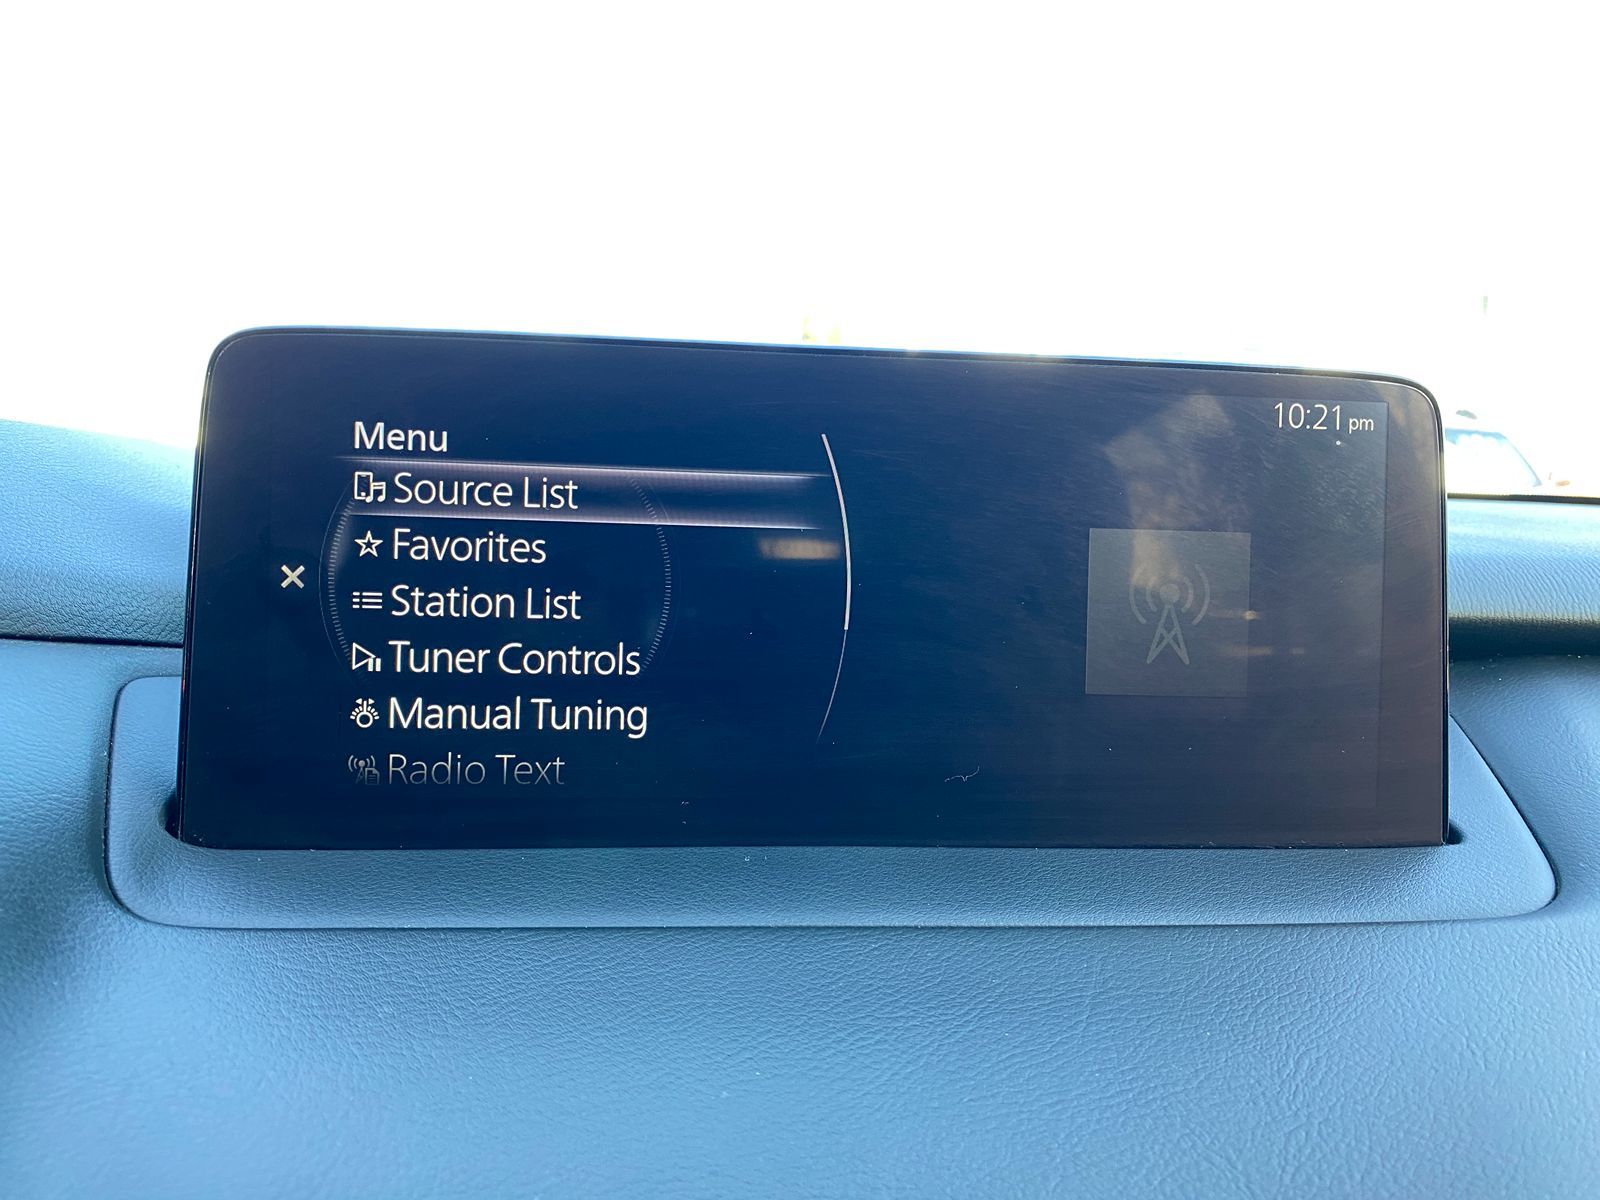 10:21 pm
Menu
Source List
Favorites
Station List
Tuner Controls
Manual Tuning
Radio Text